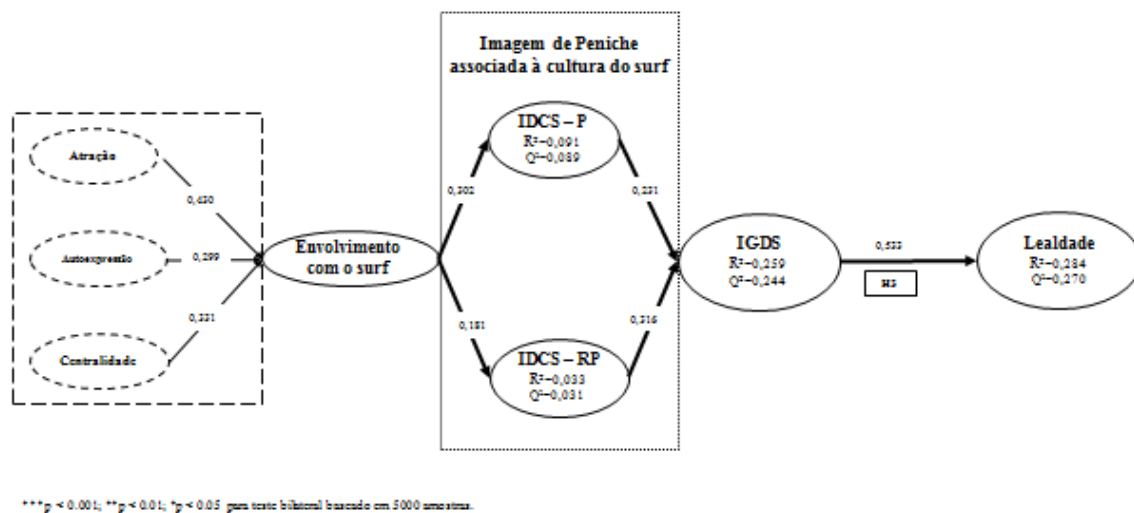 Imagem de Peniche
associada à cultura do surf
IDCS – P
R²=0,091
Q²=0,089
Atração
0,430
0,302
0,231
Autoexpressão
0,299
Envolvimento
com o surf
IGDS
R²=0,259
Q²=0,244
0,533
H5
Lealdade
R²=0,284
Q²=0,270
0,331
Centralidade
0,181
0,316
IDCS – RP
R²=0,033
Q²=0,031
***p < 0.001; **p < 0.01; *p < 0.05 para teste bilateral baseado em 5000 amostras.